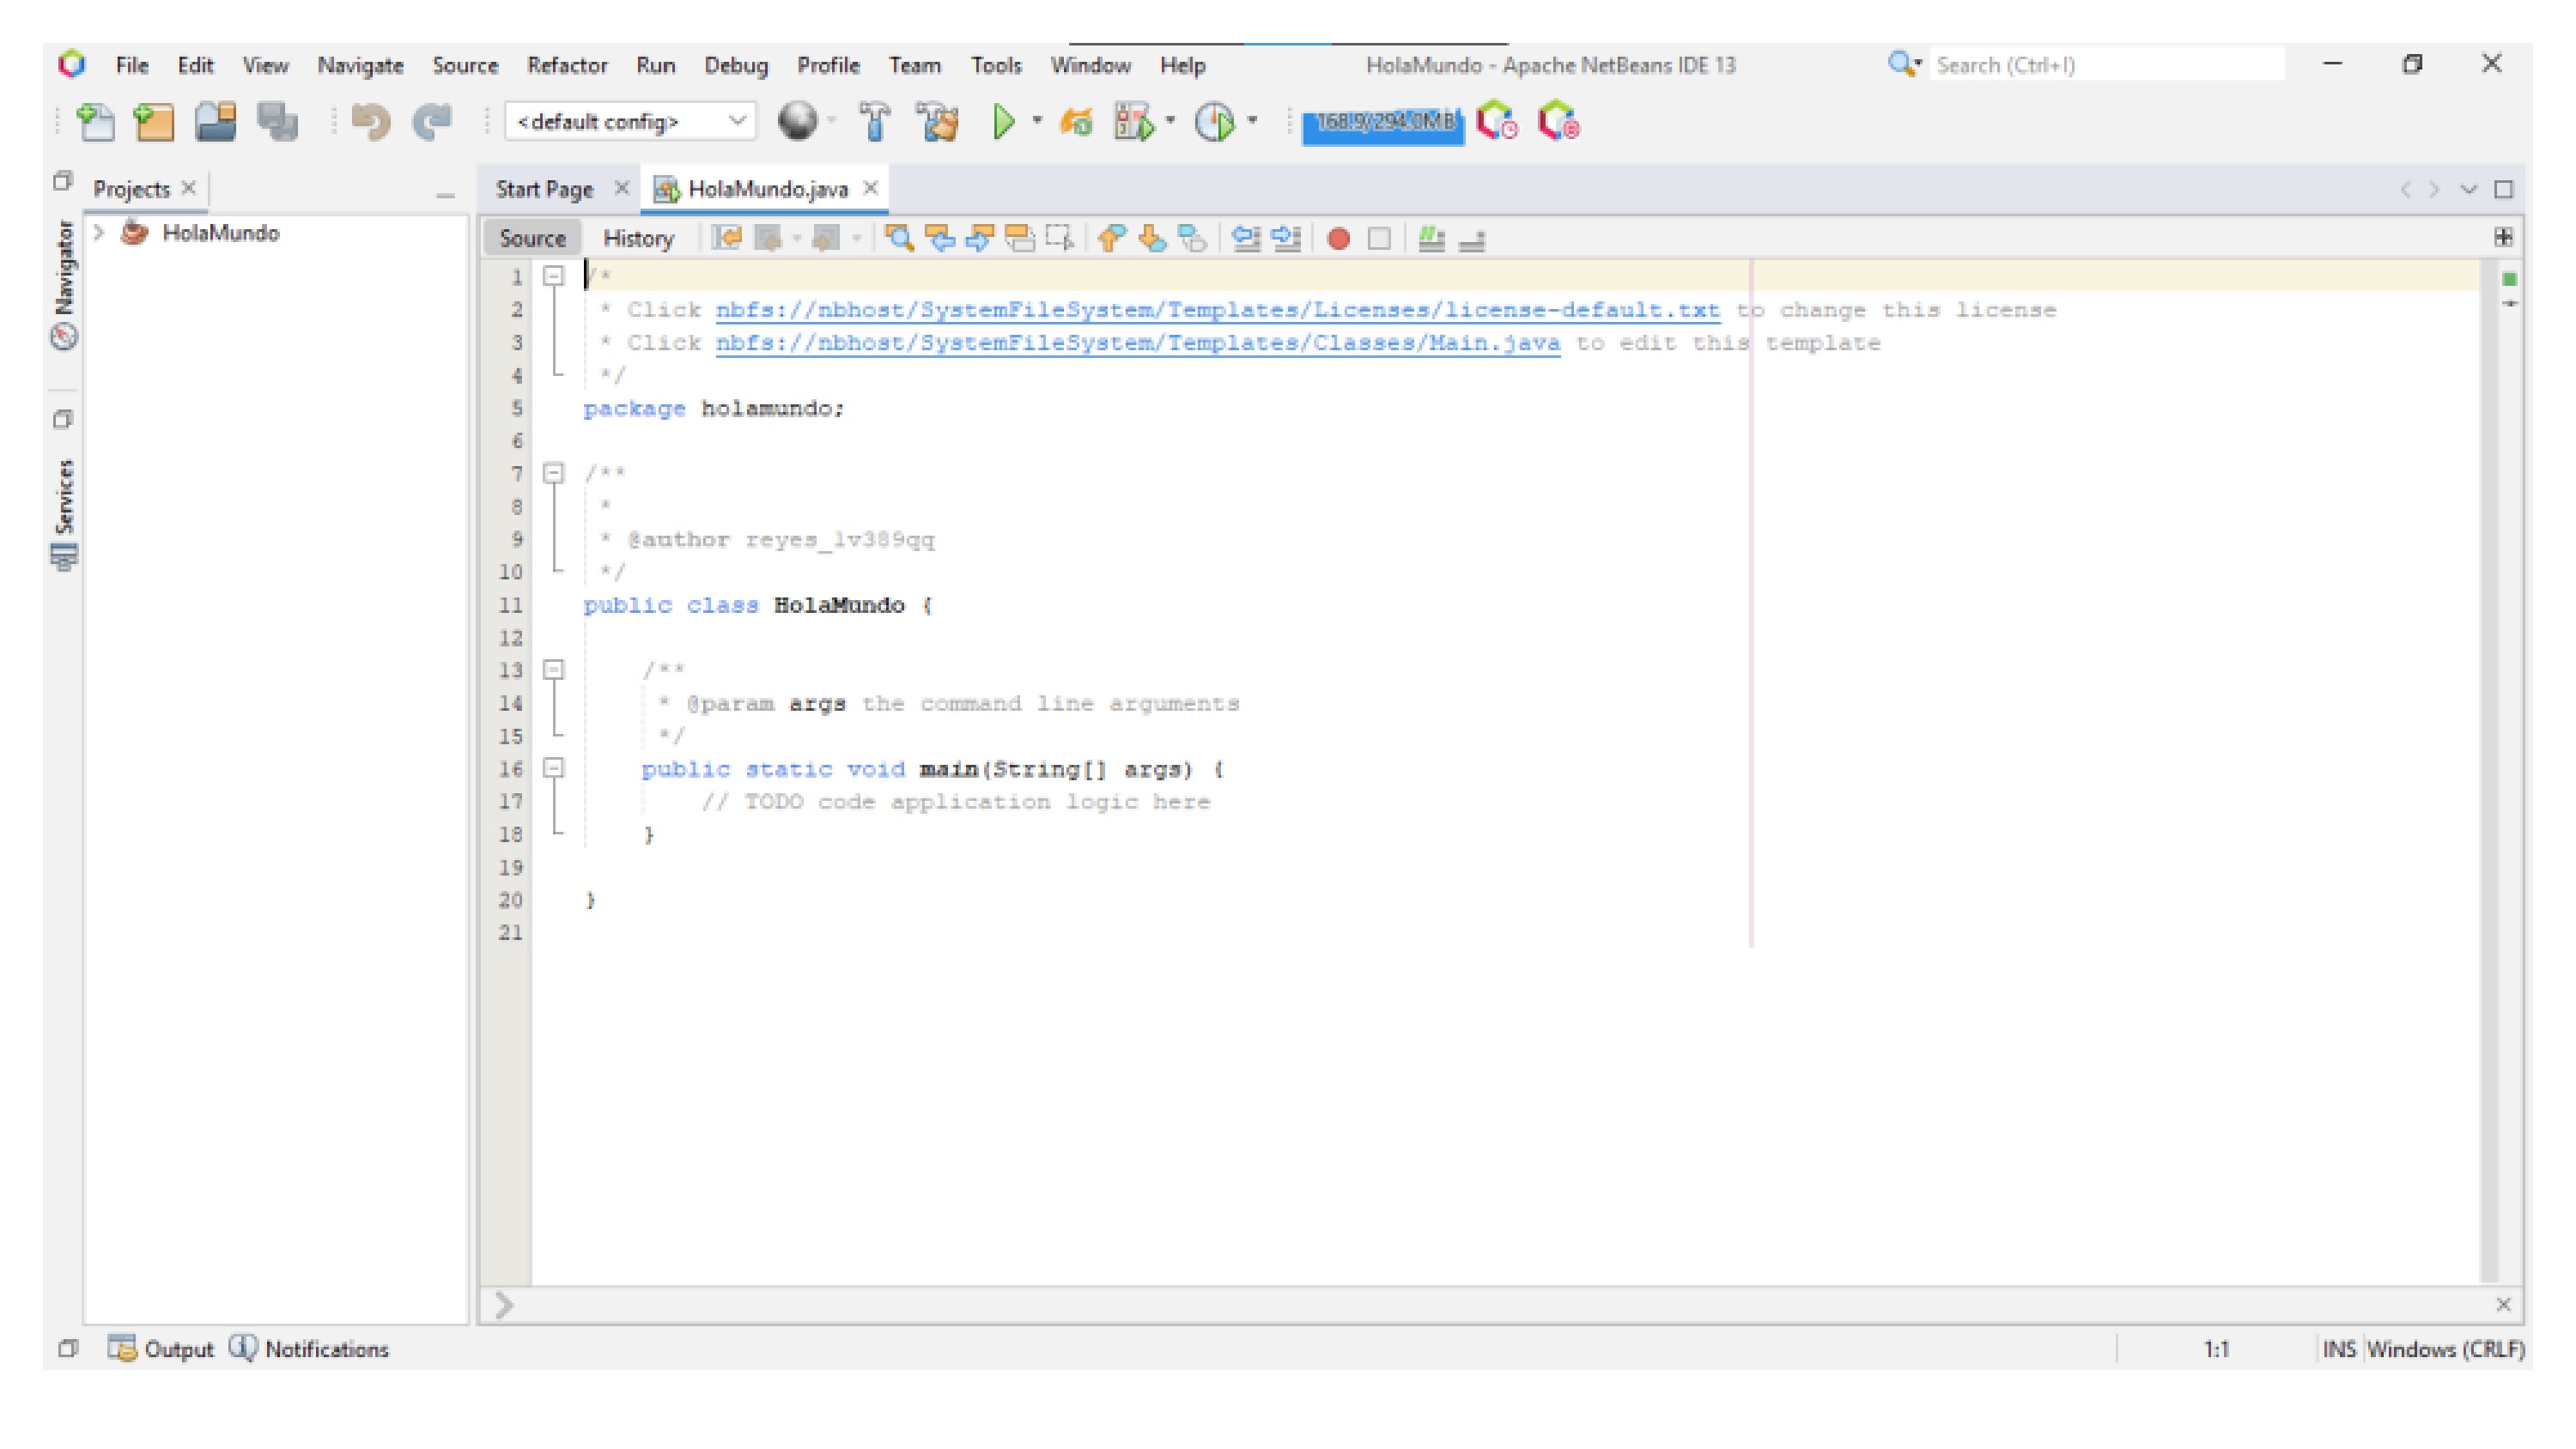 File Edit View Navigate Source Refactor Run Debug Profile Team Tools Window Help HolaMundo - Apache NetBeans IDE 13 Search (Ctrl+I)
<default config> 168.9/294.0MB
Projects Start Page HolaMundo.java
HolaMundo
Navigator
Services
Source History
1 /*
2 * Click nbfs://nbhost/SystemFileSystem/Templates/Licenses/license-default.txt to change this license
3 * Click nbfs://nbhost/SystemFileSystem/Templates/Classes/Main.java to edit this template
4 */
5 package holamundo;
6
7 /**
8 *
9 * @author reyes_lv389qq
10 */
11 public class HolaMundo {
12
13 /**
14 * @param args the command line arguments
15 */
16 public static void main(String[] args) {
17 // TODO code application logic here
18 }
19
20 }
21
Output Notifications 1:1 INS Windows (CRLF)